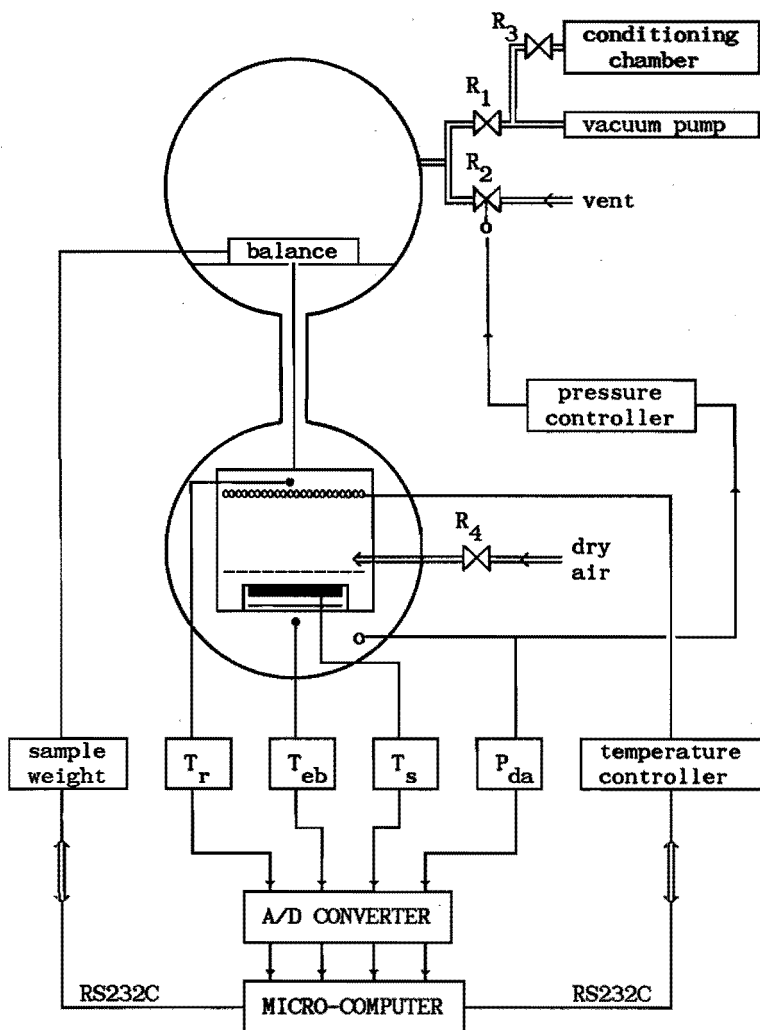 R3
conditioning
chamber
R1
vacuum pump
R2
vent
balance
pressure
controller
R4
dry
air
sample
weight
Tr
Teb
Ts
Pda
temperature
controller
A/D CONVERTER
RS232C
MICRO-COMPUTER
RS232C